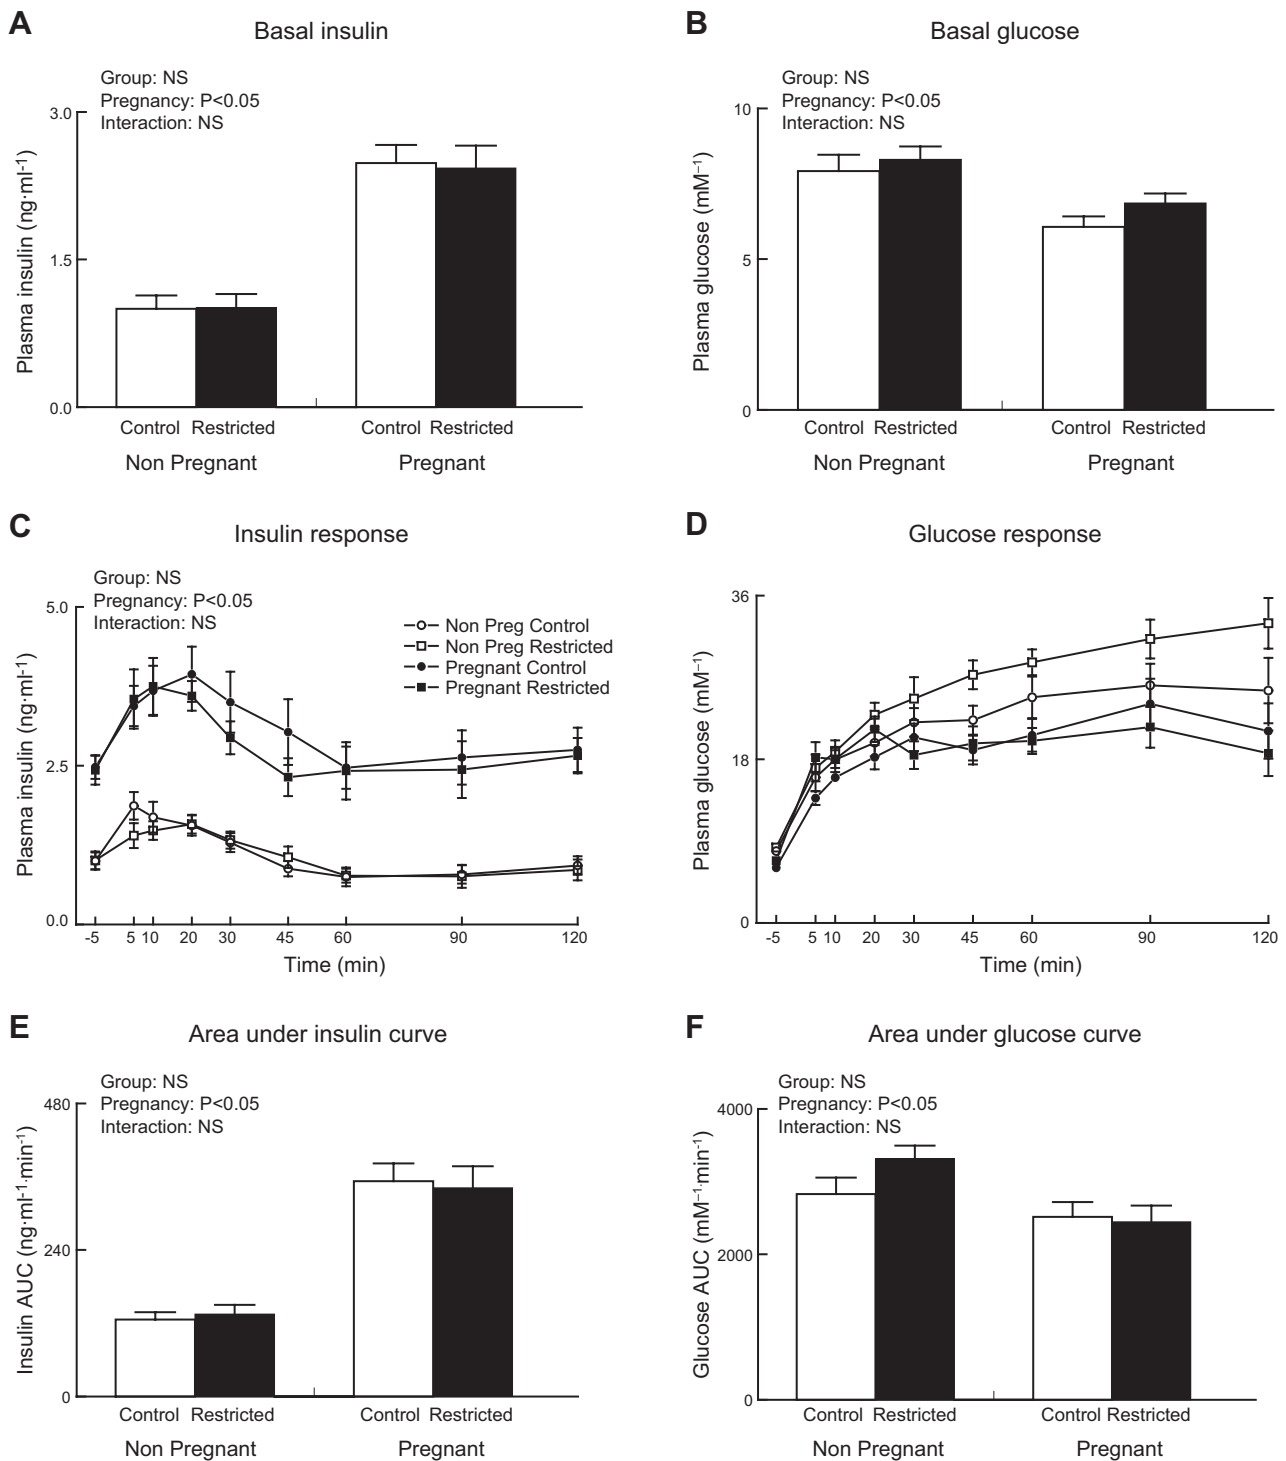 A
Basal insulin
Group: NS
Pregnancy: P<0.05
Interaction: NS
3.0
1.5
0.0
Plasma insulin (ng·ml⁻¹)
Control Restricted Control Restricted
Non Pregnant Pregnant
B
Basal glucose
Group: NS
Pregnancy: P<0.05
Interaction: NS
10
5
0
Plasma glucose (mM⁻¹)
Control Restricted Control Restricted
Non Pregnant Pregnant
C
Insulin response
Group: NS
Pregnancy: P<0.05
Interaction: NS
5.0
2.5
0.0
Plasma insulin (ng·ml⁻¹)
Non Preg Control
Non Preg Restricted
Pregnant Control
Pregnant Restricted
-5 5 10 20 30 45 60 90 120
Time (min)
D
Glucose response
36
18
0
Plasma glucose (mM⁻¹)
-5 5 10 20 30 45 60 90 120
Time (min)
E
Area under insulin curve
Group: NS
Pregnancy: P<0.05
Interaction: NS
480
240
0
Insulin AUC (ng·ml⁻¹·min⁻¹)
Control Restricted Control Restricted
Non Pregnant Pregnant
F
Area under glucose curve
Group: NS
Pregnancy: P<0.05
Interaction: NS
4000
2000
0
Glucose AUC (mM⁻¹·min⁻¹)
Control Restricted Control Restricted
Non Pregnant Pregnant